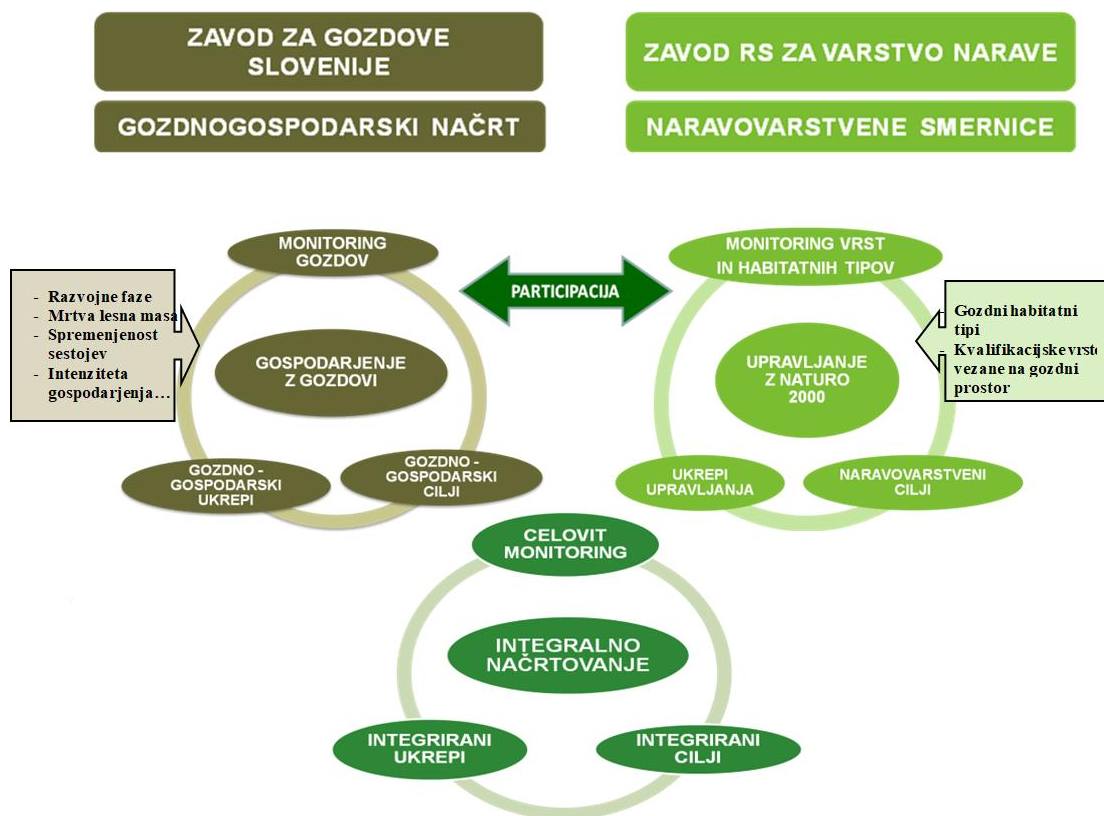 ZAVOD ZA GOZDOVE
SLOVENIJE
GOZDNOGOSPODARSKI NAČRT
ZAVOD RS ZA VARSTVO NARAVE
NARAVOVARSTVENE SMERNICE
MONITORING
GOZDOV
- Razvojne faze
- Mrtva lesna masa
- Spremenjenost
sestojev
- Intenziteta
gospodarjenja…
GOSPODARJENJE
Z GOZDOVI
GOZDNO -
GOSPODARSKI
UKREPI
GOZDNO -
GOSPODARSKI
CILJI
PARTICIPACIJA
MONITORING VRST
IN HABITATNIH TIPOV
- Gozdni habitatni
tipi
- Kvalifikacijske vrste
vezane na gozdni
prostor
UPRAVLJANJE
Z NATURO
2000
UKREPI
UPRAVLJANJA
NARAVOVARSTVENI
CILJI
CELOVIT
MONITORING
INTEGRALNO
NAČRTOVANJE
INTEGRIRANI
UKREPI
INTEGRIRANI
CILJI